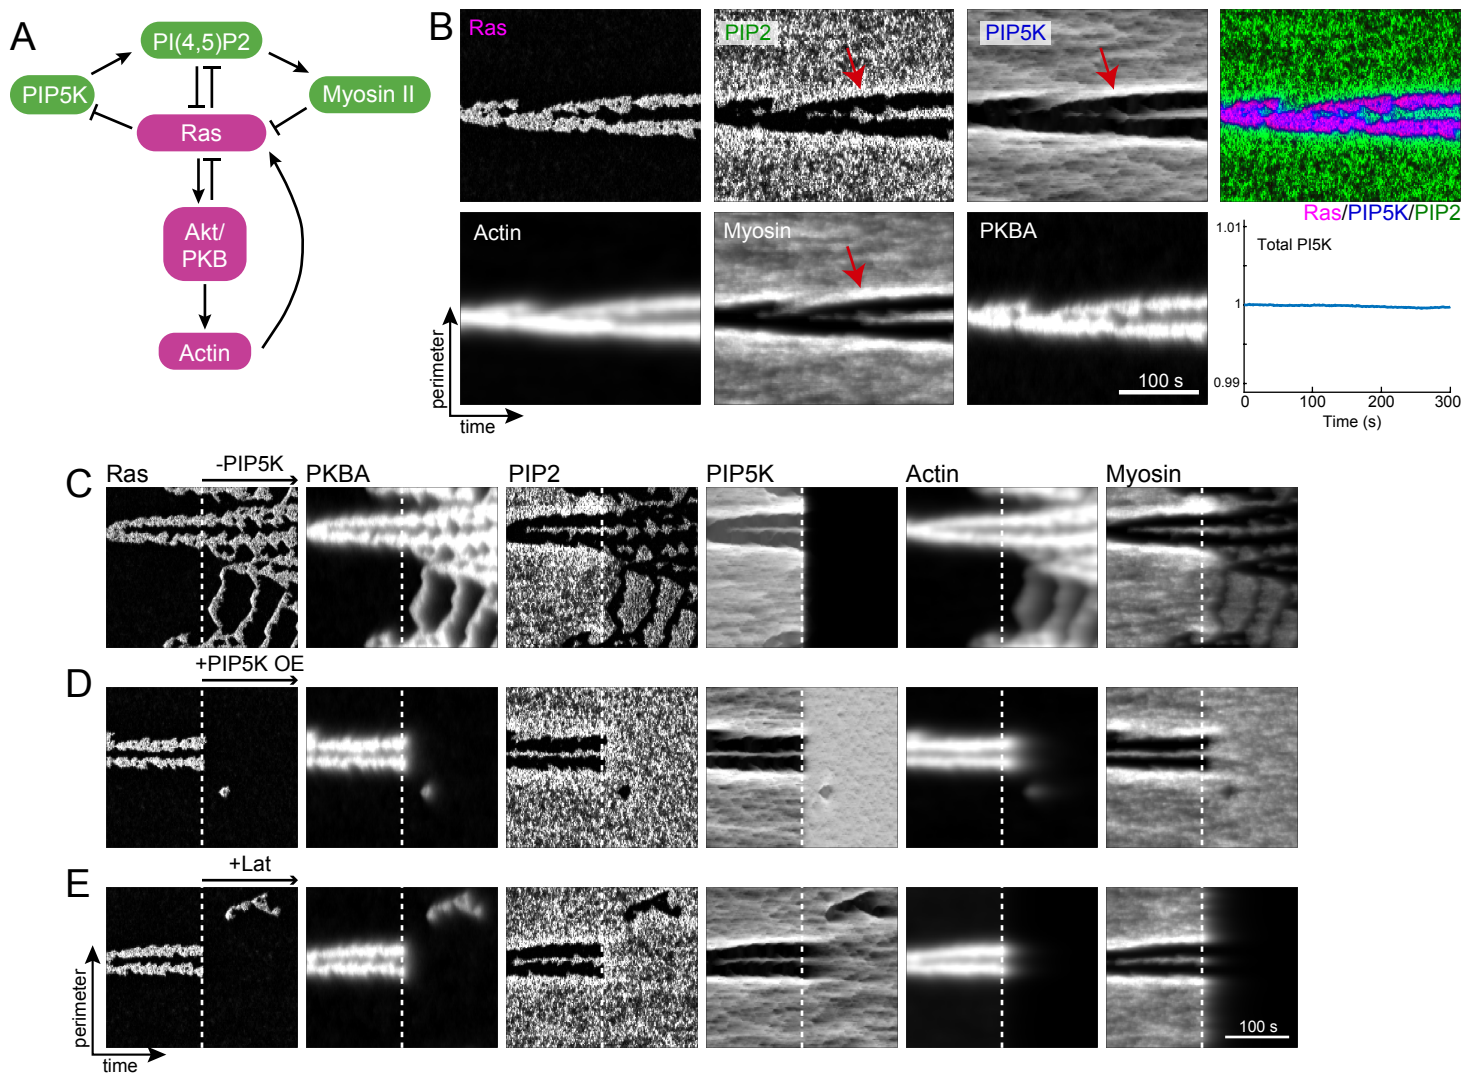 A
PI(4,5)P2
PIP5K
Myosin II
Ras
Akt/
PKB
Actin
B
Ras
PIP2
PIP5K
Ras/PIP5K/PIP2
Actin
Myosin
PKBA
100 s
perimeter
time
1.01
Total PI5K
1
0.99
0
100
200
300
Time (s)
C
Ras
-PIP5K
PKBA
PIP2
PIP5K
Actin
Myosin
D
+PIP5K OE
E
+Lat
perimeter
time
100 s